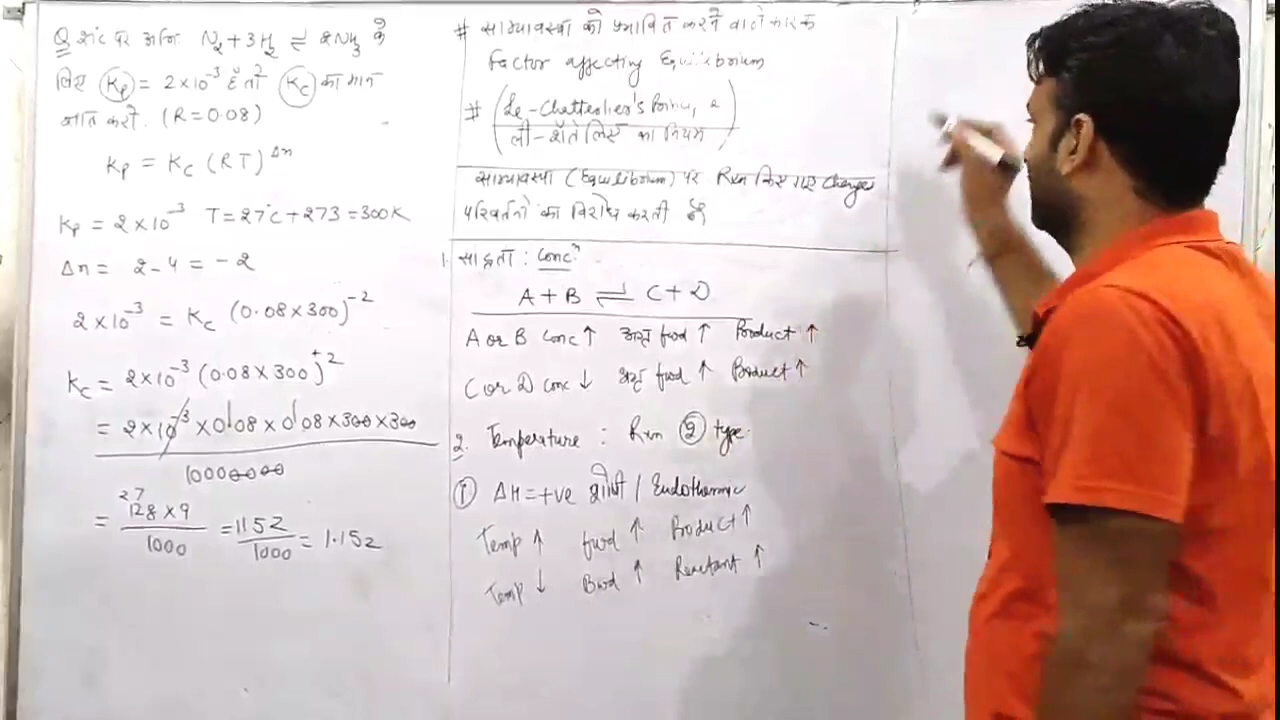 Q 27°C पर अभि. N₂ + 3H₂ ⇌ 2NH₃ के
लिए Kp = 2×10⁻³ है तो Kc का मान
ज्ञात करो. (R = 0.08)
Kp = Kc (RT)^Δn
Kp = 2×10⁻³ T = 27°C + 273 = 300K
Δn = 2 - 4 = -2
2×10⁻³ = Kc (0.08×300)⁻²
Kc = 2×10⁻³ (0.08×300)⁺²
= 2×10⁻³ × 0.08 × 0.08 × 300 × 300
10000000
27
= 128×9 / 1000 = 1152 / 1000 = 1.152
# साम्यावस्था को प्रभावित करने वाले कारक
Factor affecting Equilibrium
# (Le-Chatterlier's
ली-शॅतेलिए का नियम)
साम्यावस्था (Equilibrium) पर Rxn किए गए Changes
परिवर्तनो का विरोध करती है
1. सांद्रता : Concⁿ
A + B ⇌ C + D
A or B Conc ↑ अग्र fwd ↑ Product ↑
C or D Conc ↓ अग्र fwd ↑ Product ↑
2. Temperature : Rxn 2 type.
① ΔH = +ve शोषी / Endothermic
Temp ↑ fwd ↑ Product ↑
Temp ↓ Bwd ↑ Reactant ↑